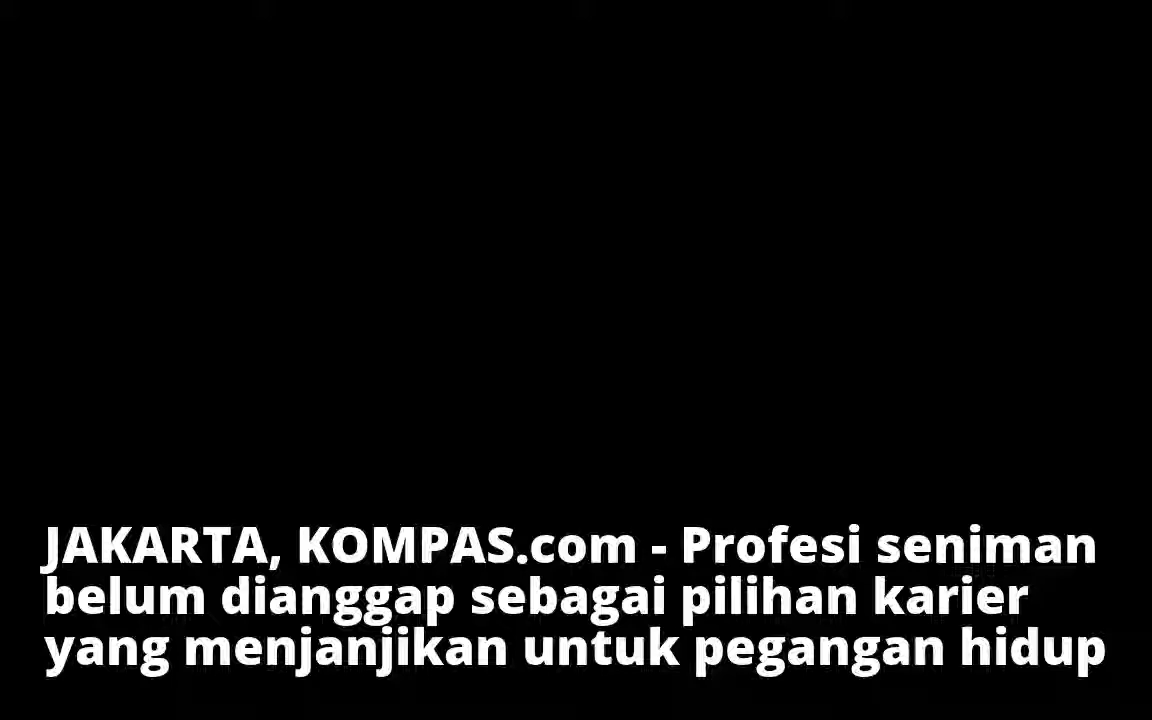 JAKARTA, KOMPAS.com - Profesi seniman
belum dianggap sebagai pilihan karier
yang menjanjikan untuk pegangan hidup